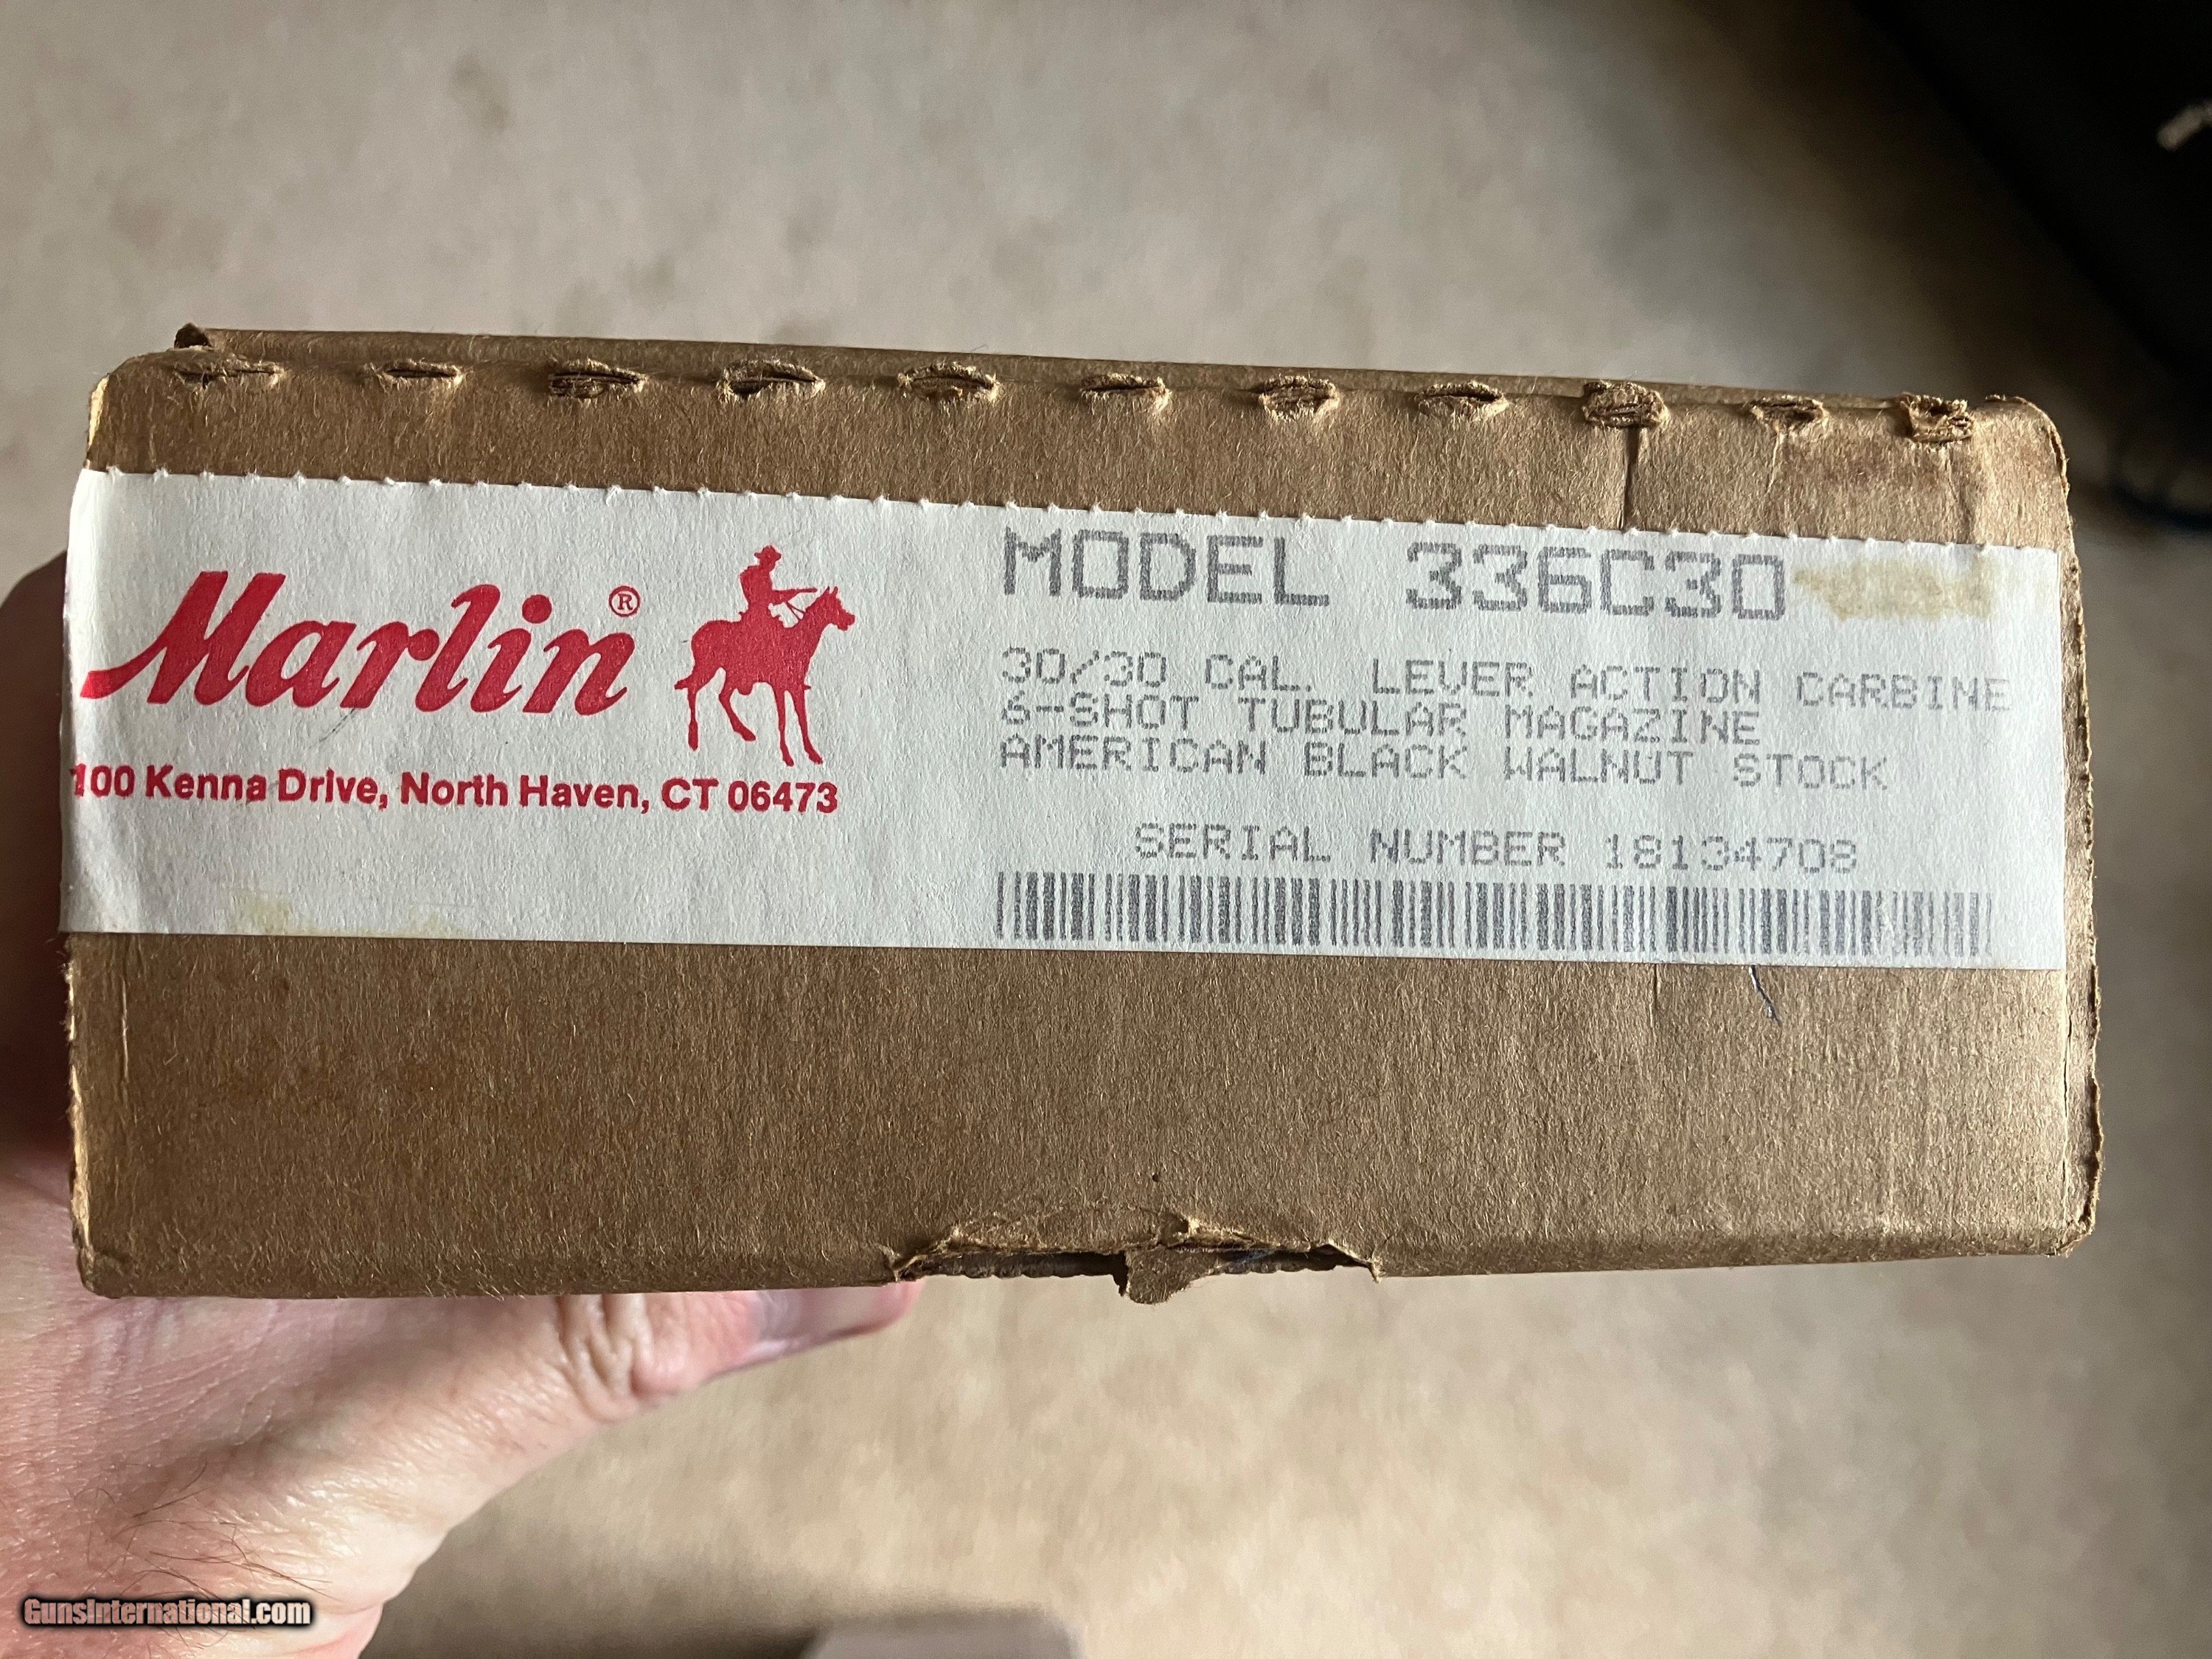 Marlin®
100 Kenna Drive, North Haven, CT 06473
MODEL 336C30
30/30 CAL. LEVER ACTION CARBINE
6-SHOT TUBULAR MAGAZINE
AMERICAN BLACK WALNUT STOCK
SERIAL NUMBER 18134708
GunsInternational.com